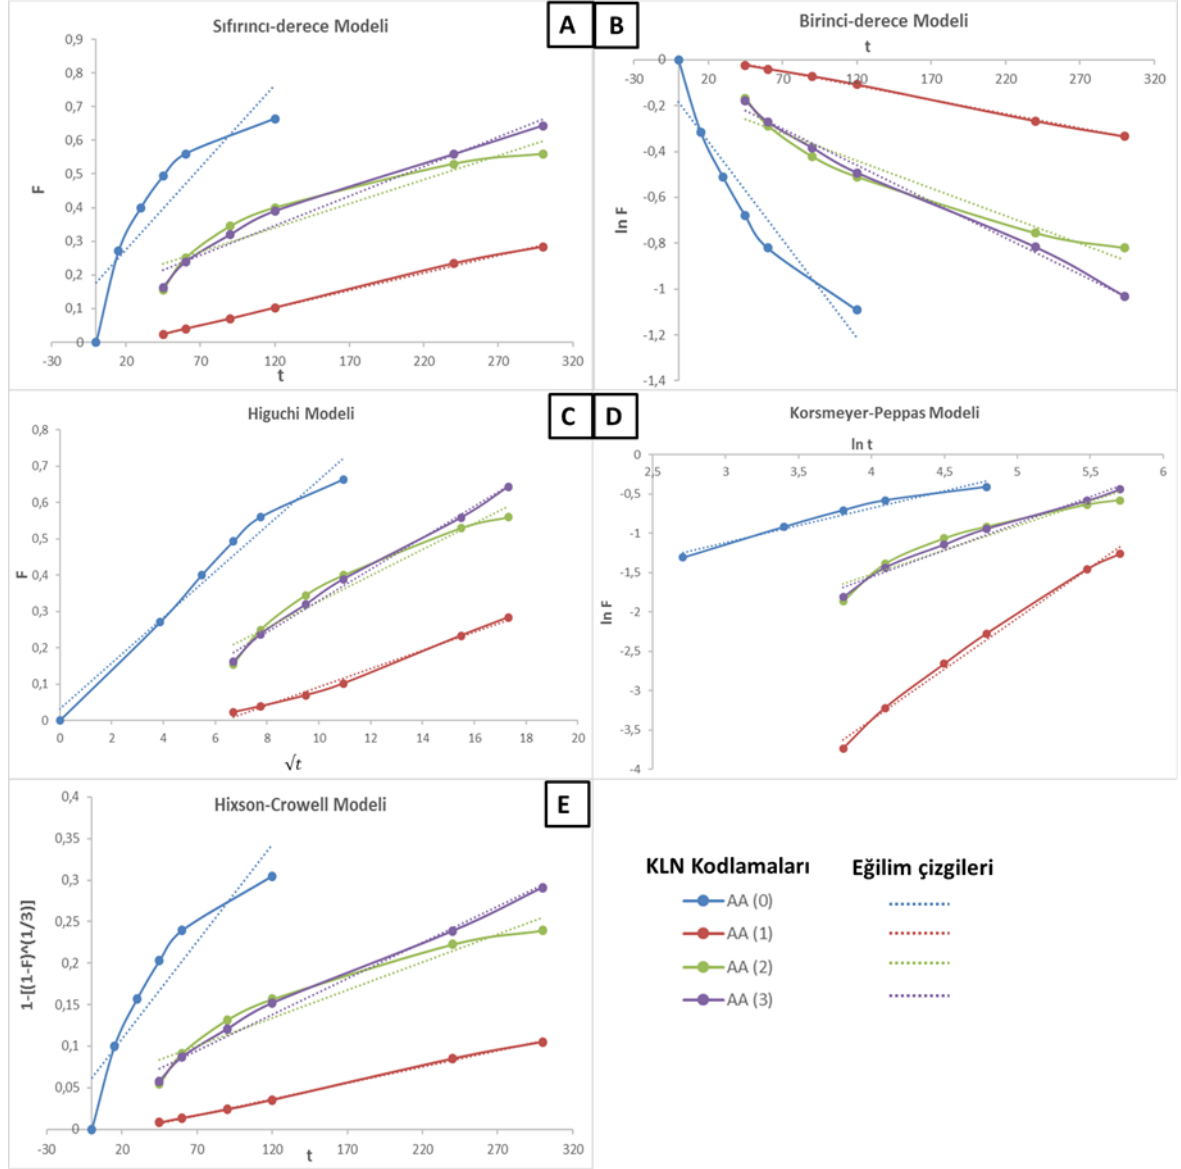 Sıfırıncı-derece Modeli
A
0,9
0,8
0,7
0,6
0,5
0,4
0,3
0,2
0,1
0
F
-30 20 70 120 170 220 270 320
t
B
Birinci-derece Modeli
t
-30 20 70 120 170 220 270 320
0
-0,2
-0,4
-0,6
-0,8
-1
-1,2
-1,4
ln F
Higuchi Modeli
C
0,8
0,7
0,6
0,5
0,4
0,3
0,2
0,1
0
F
0 2 4 6 8 10 12 14 16 18 20
√t
D
Korsmeyer-Peppas Modeli
ln t
2,5 3 3,5 4 4,5 5 5,5 6
0
-0,5
-1
-1,5
-2
-2,5
-3
-3,5
-4
ln F
Hixson-Crowell Modeli
E
0,4
0,35
0,3
0,25
0,2
0,15
0,1
0,05
0
1-[(1-F)^(1/3)]
-30 20 70 120 170 220 270 320
t
KLN Kodlamaları Eğilim çizgileri
AA (0)
AA (1)
AA (2)
AA (3)